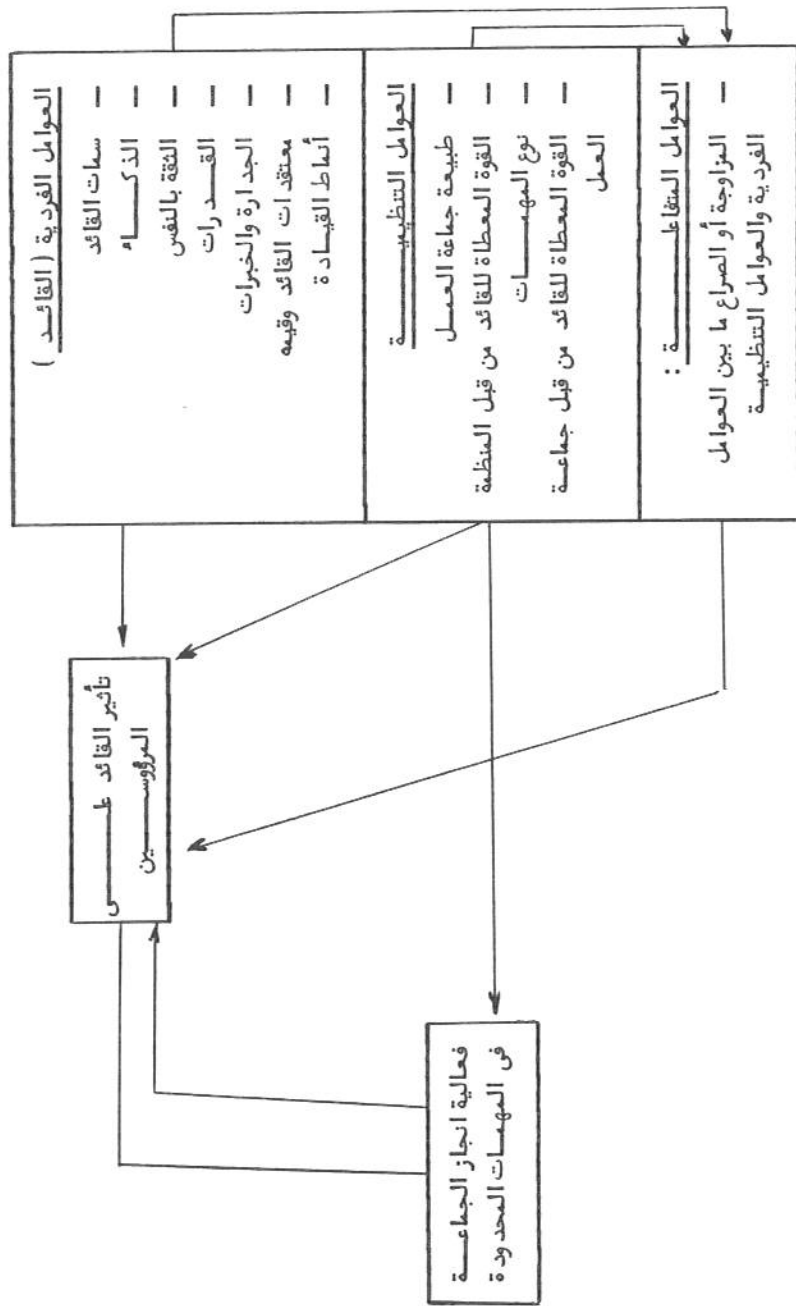 العوامل الفردية ( القائد )
— سمات القائد
— الذكاء
— الثقة بالنفس
— القدرات
— الجدارة والخبرات
— معتقدات القائد وقيمه
— أنماط القيادة
العوامل التنظيمية
— طبيعة جماعة العمل
— القوة المعطاة للقائد من قبل المنظمة
— نوع المهمات
— القوة المعطاة للقائد من قبل جماعة
العمل
العوامل المتفاعلة :
— المزاوجة أو الصراع ما بين العوامل
الفردية والعوامل التنظيمية
تأثير القائد على
المرؤوسين
فعالية انجاز الجماعة
فى المهمات المحدودة